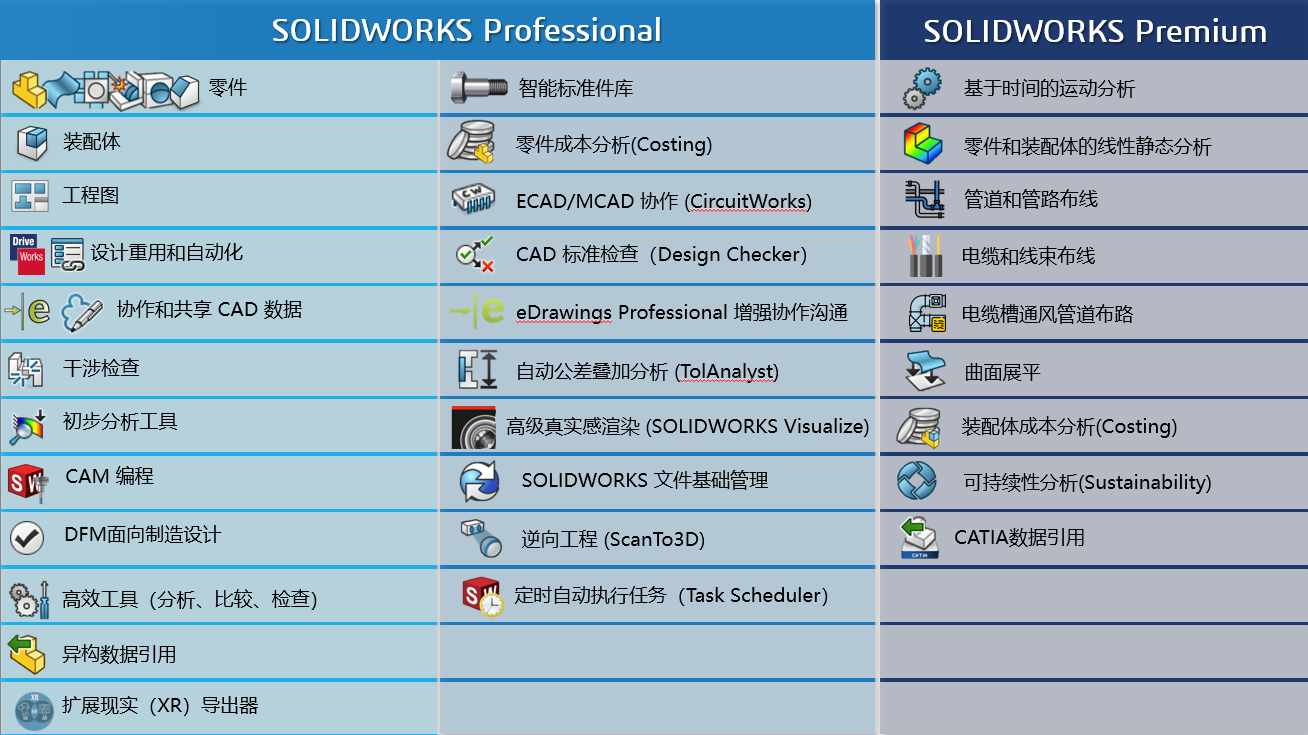 SOLIDWORKS Professional
SOLIDWORKS Premium
零件
智能标准件库
基于时间的运动分析
装配体
零件成本分析(Costing)
零件和装配体的线性静态分析
工程图
ECAD/MCAD 协作 (CircuitWorks)
管道和管路布线
Drive
Works
设计重用和自动化
CAD 标准检查（Design Checker）
电缆和线束布线
协作和共享 CAD 数据
eDrawings Professional 增强协作沟通
电缆槽通风管道布路
干涉检查
自动公差叠加分析 (TolAnalyst)
曲面展平
初步分析工具
高级真实感渲染 (SOLIDWORKS Visualize)
装配体成本分析(Costing)
CAM 编程
SOLIDWORKS 文件基础管理
可持续性分析(Sustainability)
DFM面向制造设计
逆向工程 (ScanTo3D)
CATIA数据引用
CATIA
高效工具（分析、比较、检查）
定时自动执行任务（Task Scheduler）
异构数据引用
XR
扩展现实（XR）导出器